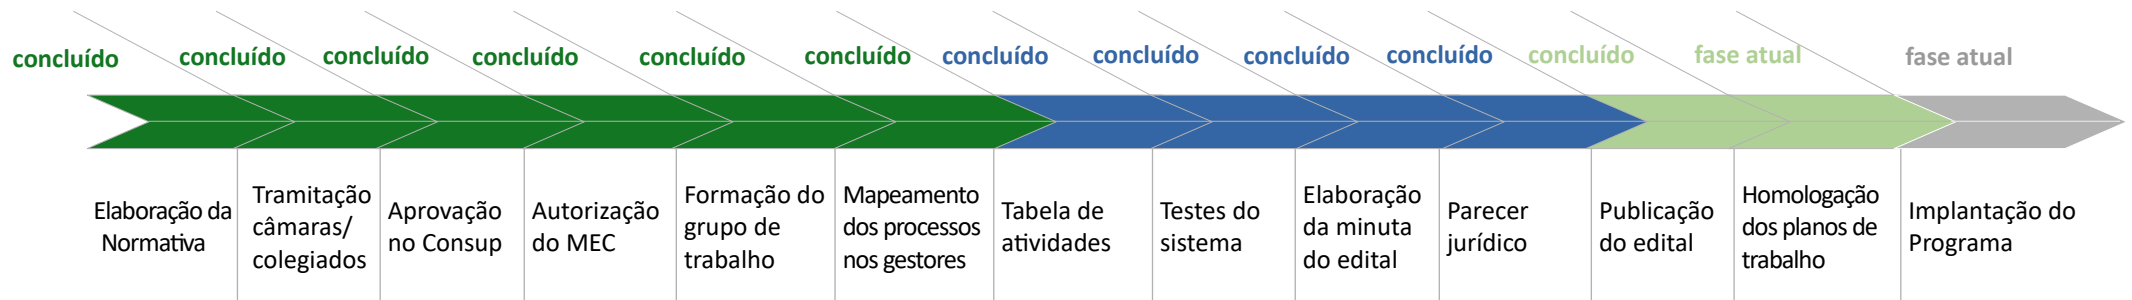 concluído
concluído
concluído
concluído
concluído
concluído
concluído
concluído
concluído
concluído
concluído
fase atual
fase atual
Elaboração da
Normativa
Tramitação
câmaras/
colegiados
Aprovação
no Consup
Autorização
do MEC
Formação do
grupo de
trabalho
Mapeamento
dos processos
nos gestores
Tabela de
atividades
Testes do
sistema
Elaboração
da minuta
do edital
Parecer
jurídico
Publicação
do edital
Homologação
dos planos de
trabalho
Implantação do
Programa